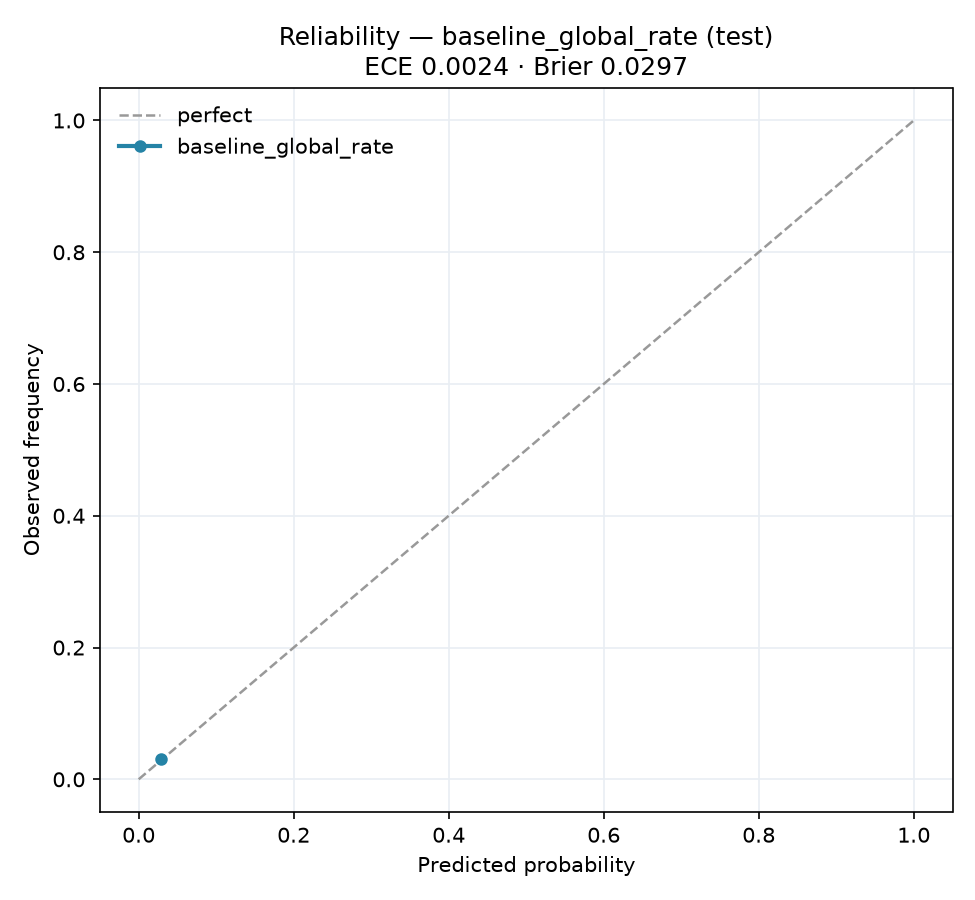 Reliability — baseline_global_rate (test)
ECE 0.0024 · Brier 0.0297
perfect
baseline_global_rate
1.0
0.8
0.6
0.4
0.2
0.0
Observed frequency
0.0 0.2 0.4 0.6 0.8 1.0
Predicted probability